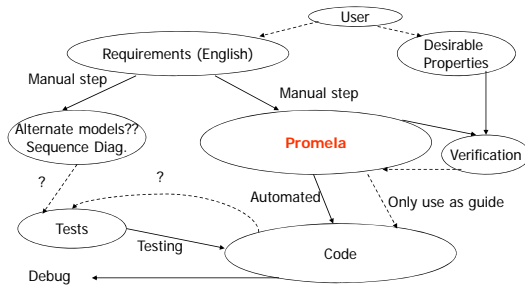 User
Requirements (English)
Desirable
Properties
Manual step
Manual step
Alternate models??
Sequence Diag.
Promela
Verification
?
?
Automated
Only use as guide
Tests
Testing
Code
Debug